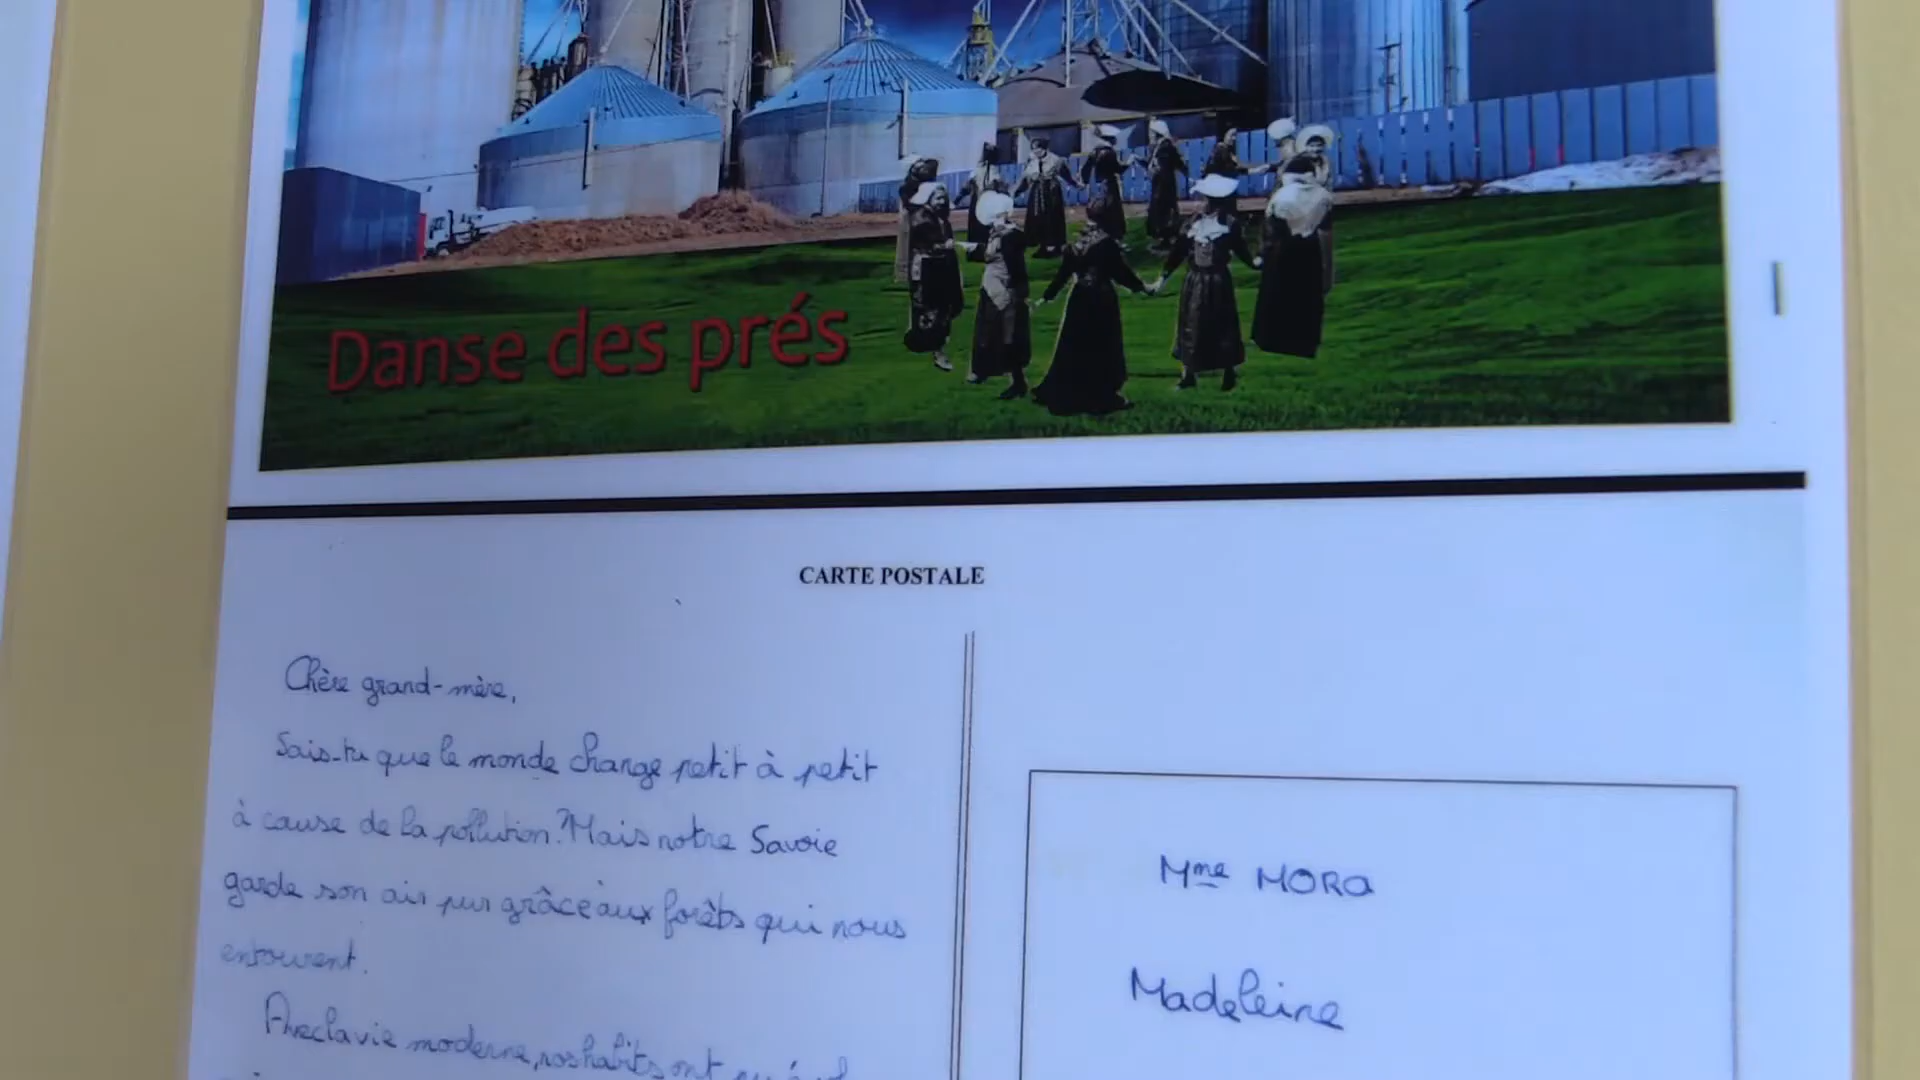 Danse des prés
CARTE POSTALE
Chère grand-mère,
Sais-tu que le monde change petit à petit
à cause de la pollution? Mais notre Savoie
garde son air pur grâce aux forêts qui nous
entourent.
Avec la vie moderne, nos habits ont
Mme MORA
Madeleine